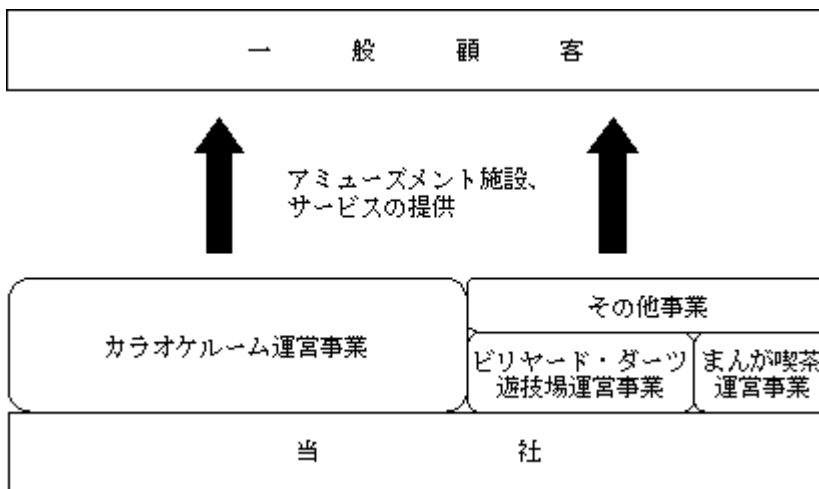 一般顧客
アミューズメント施設、
サービスの提供
カラオケルーム運営事業
その他事業
ビリヤード・ダーツ
遊技場運営事業
まんが喫茶
運営事業
当社